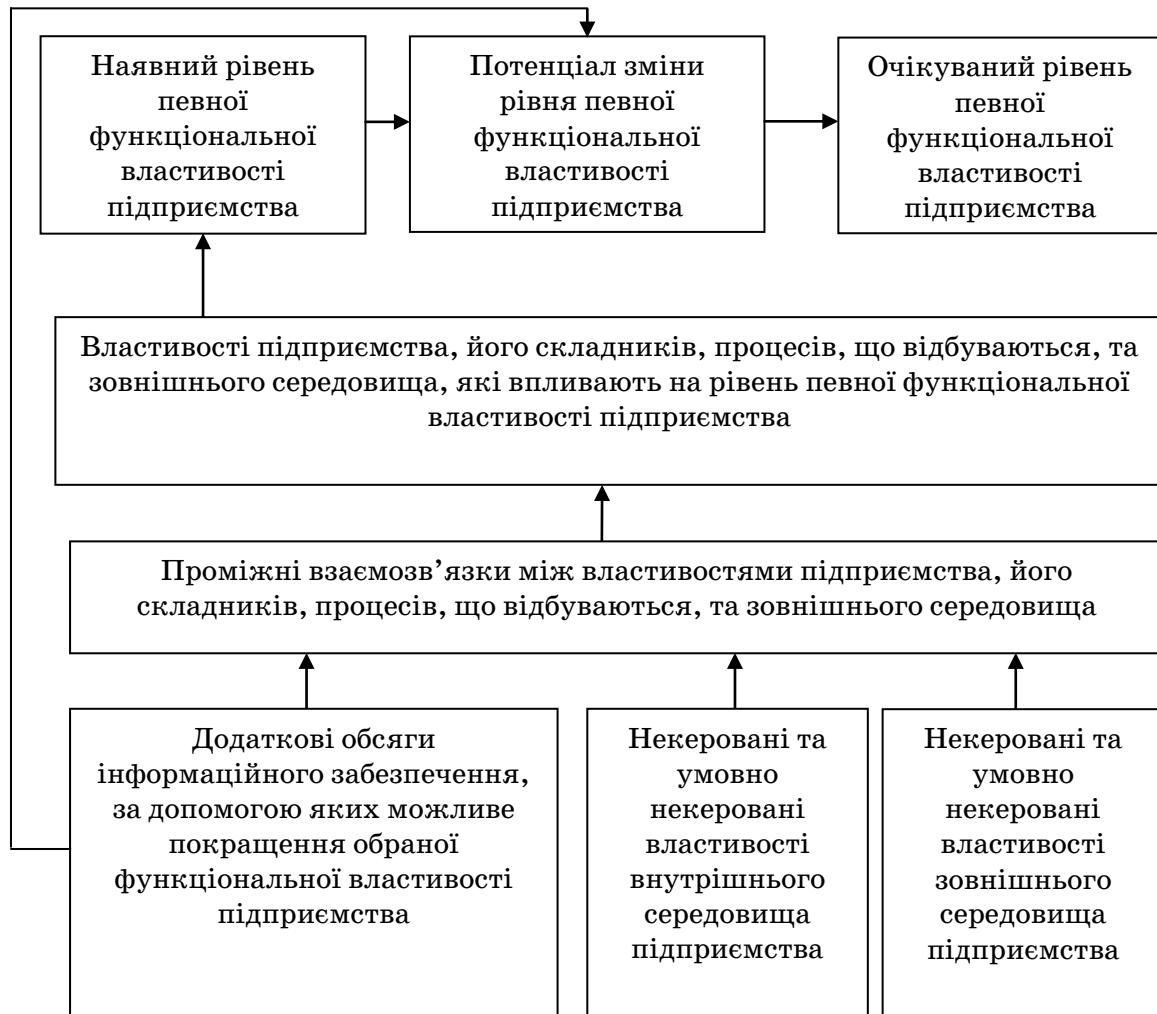 Наявний рівень
певної
функціональної
властивості
підприємства
Потенціал зміни
рівня певної
функціональної
властивості
підприємства
Очікуваний рівень
певної
функціональної
властивості
підприємства
Властивості підприємства, його складників, процесів, що відбуваються, та
зовнішнього середовища, які впливають на рівень певної функціональної
властивості підприємства
Проміжні взаємозв’язки між властивостями підприємства, його
складників, процесів, що відбуваються, та зовнішнього середовища
Додаткові обсяги
інформаційного забезпечення,
за допомогою яких можливе
покращення обраної
функціональної властивості
підприємства
Некеровані та
умовно
некеровані
властивості
внутрішнього
середовища
підприємства
Некеровані та
умовно
некеровані
властивості
зовнішнього
середовища
підприємства